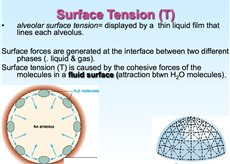 Surface Tension (T)
• alveolar surface tension= displayed by a thin liquid film that
lines each alveolus.
Surface forces are generated at the interface between two different
phases (. liquid & gas).
Surface tension (T) is caused by the cohesive forces of the
molecules in a fluid surface (attraction btwn H₂O molecules).
H₂O molecules
Air alveolus